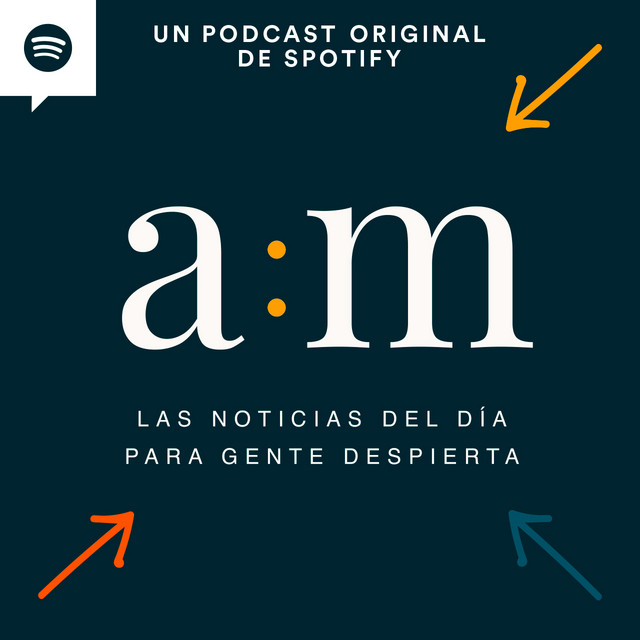 UN PODCAST ORIGINAL
DE SPOTIFY
a:m
LAS NOTICIAS DEL DÍA
PARA GENTE DESPIERTA